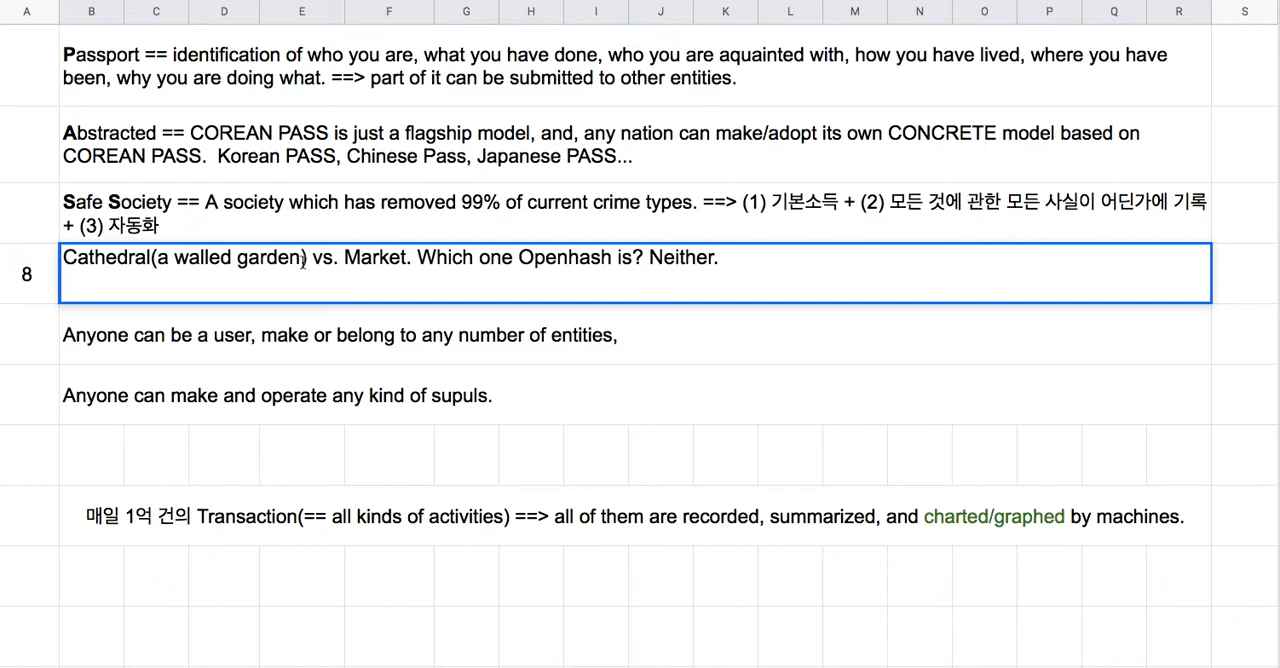 A B C D E F G H I J K L M N O P Q R S
Passport == identification of who you are, what you have done, who you are aquainted with, how you have lived, where you have
been, why you are doing what. ==> part of it can be submitted to other entities.
Abstracted == COREAN PASS is just a flagship model, and, any nation can make/adopt its own CONCRETE model based on
COREAN PASS.  Korean PASS, Chinese Pass, Japanese PASS...
Safe Society == A society which has removed 99% of current crime types. ==> (1) 기본소득 + (2) 모든 것에 관한 모든 사실이 어딘가에 기록
+ (3) 자동화
8
Cathedral(a walled garden) vs. Market. Which one Openhash is? Neither.
Anyone can be a user, make or belong to any number of entities,
Anyone can make and operate any kind of supuls.
매일 1억 건의 Transaction(== all kinds of activities) ==> all of them are recorded, summarized, and charted/graphed by machines.